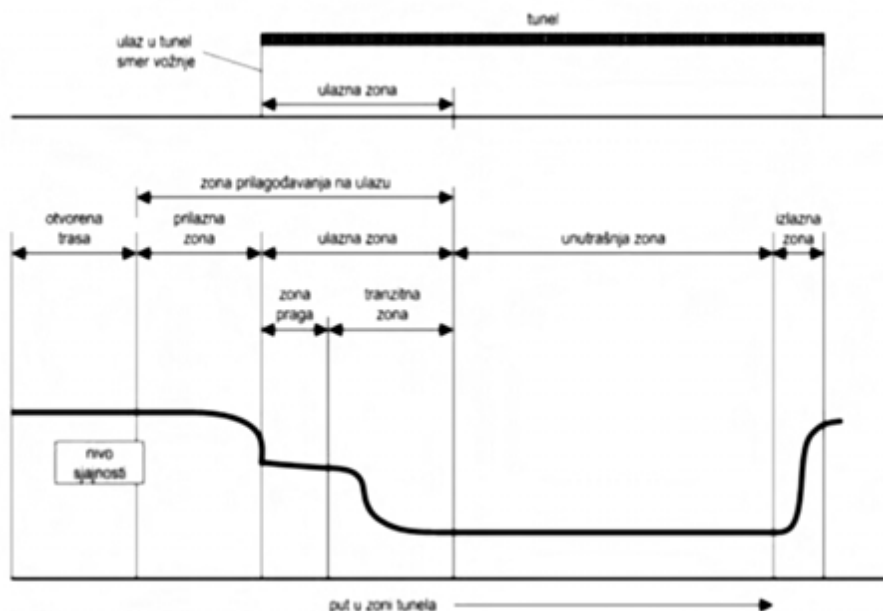 tunel
ulaz u tunel
smer vožnje
ulazna zona
zona prilagođavanja na ulazu
otvorena
trasa
prilazna
zona
ulazna zona
unutrašnja zona
izlazna
zona
zona
praga
tranzitna
zona
nivo
sjajnosti
put u zoni tunela